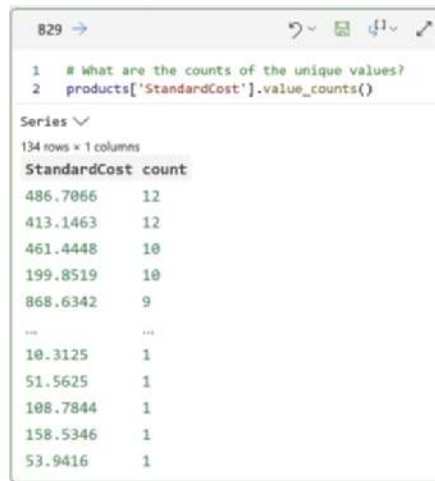 B29
1 # What are the counts of the unique values?
2 products['StandardCost'].value_counts()
Series
134 rows × 1 columns
StandardCost count
486.7066 12
413.1463 12
461.4448 10
199.8519 10
868.6342 9
... ...
10.3125 1
51.5625 1
108.7844 1
158.5346 1
53.9416 1